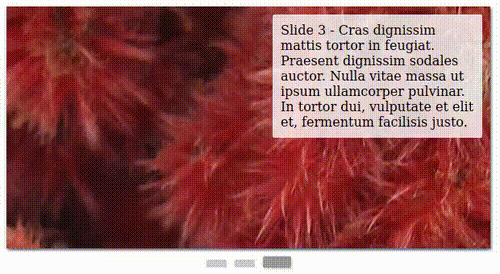 Slide 3 - Cras dignissim
mattis tortor in feugiat.
Praesent dignissim sodales
auctor. Nulla vitae massa ut
ipsum ullamcorper pulvinar.
In tortor dui, vulputate et elit
et, fermentum facilisis justo.